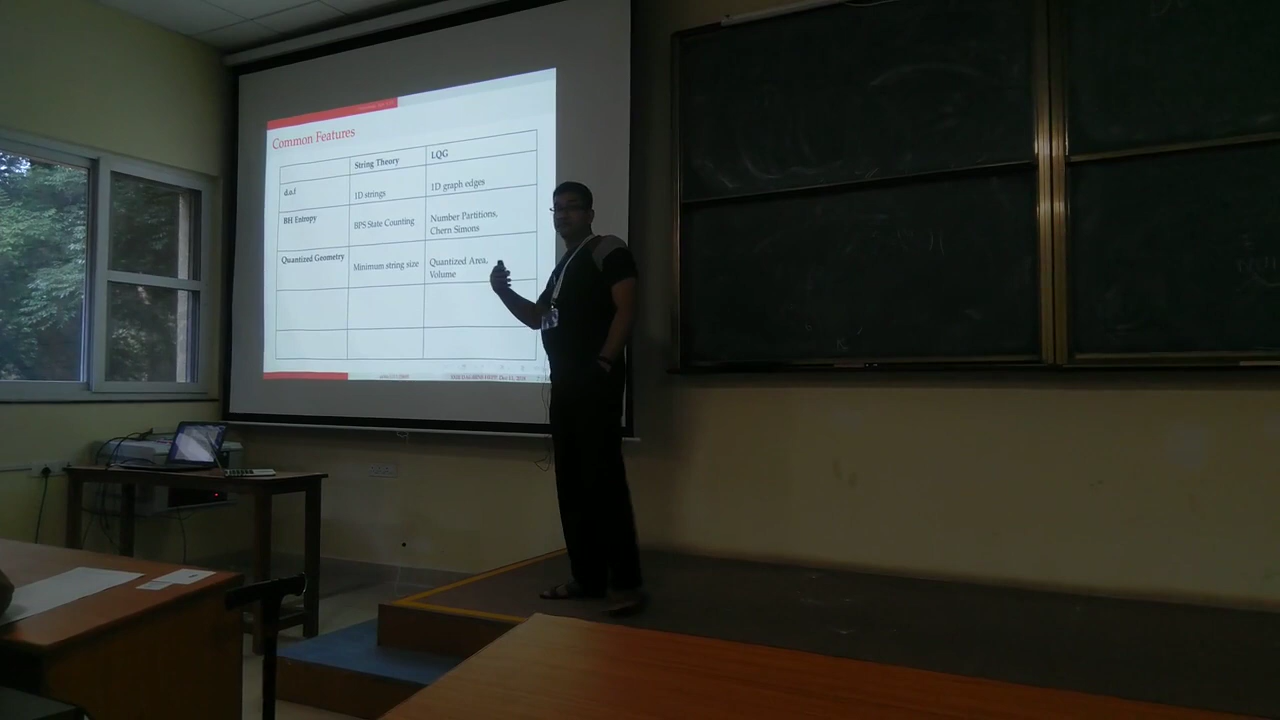 Common Features
String Theory
LQG
d.o.f
1D strings
1D graph edges
BH Entropy
BPS State Counting
Number Partitions,
Chern Simons
Quantized Geometry
Minimum string size
Quantized Area,
Volume